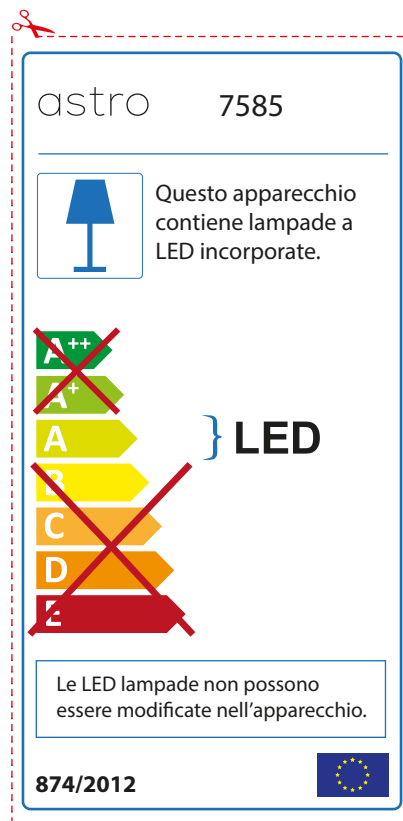 astro 7585
Questo apparecchio
contiene lampade a
LED incorporate.
A++
A+
A
LED
B
C
D
E
Le LED lampade non possono
essere modificate nell'apparecchio.
874/2012